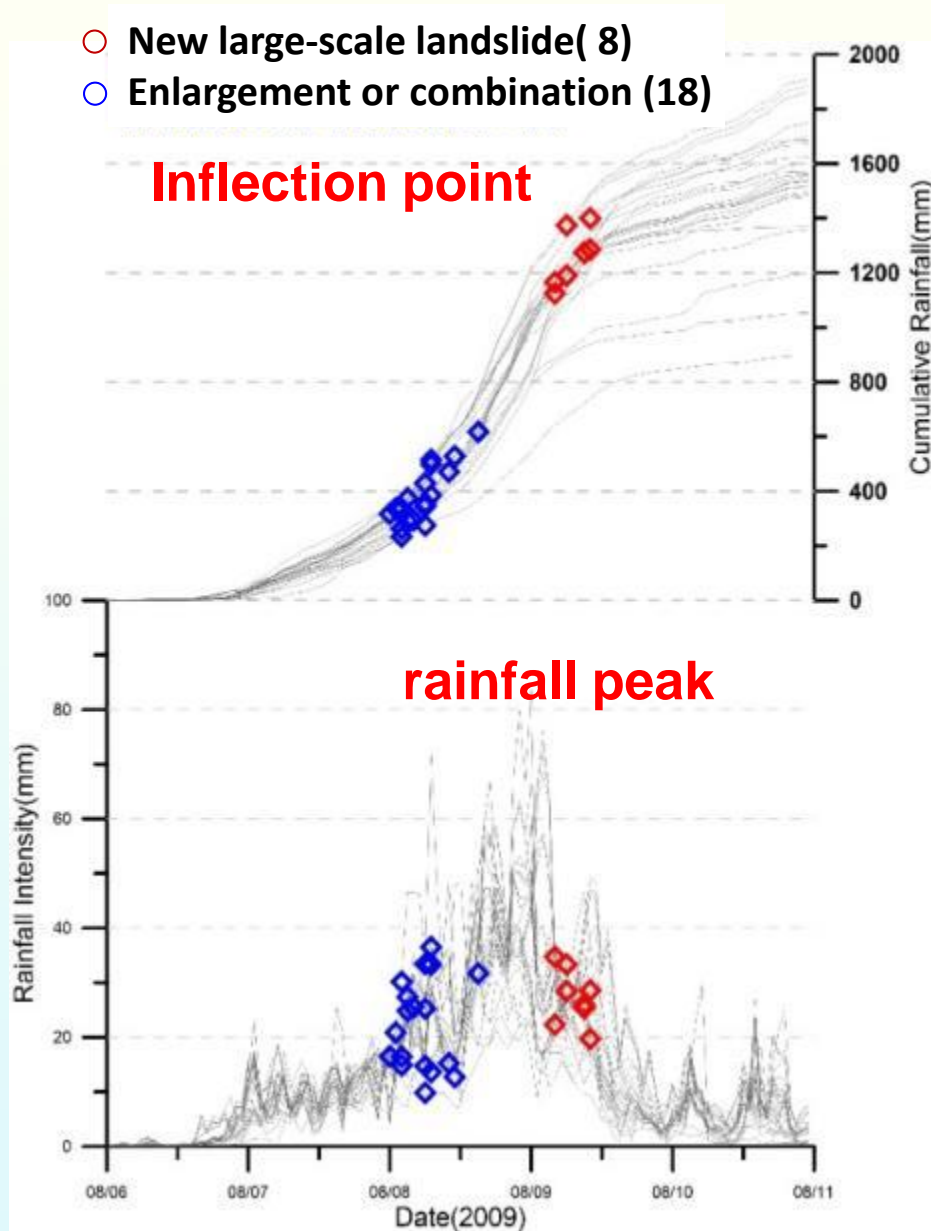 New large-scale landslide( 8)
Enlargement or combination (18)
Inflection point
2000
1600
1200
800
400
0
Cumulative Rainfall(mm)
rainfall peak
100
80
60
40
20
0
Rainfall Intensity(mm)
08/06 08/07 08/08 08/09 08/10 08/11
Date(2009)